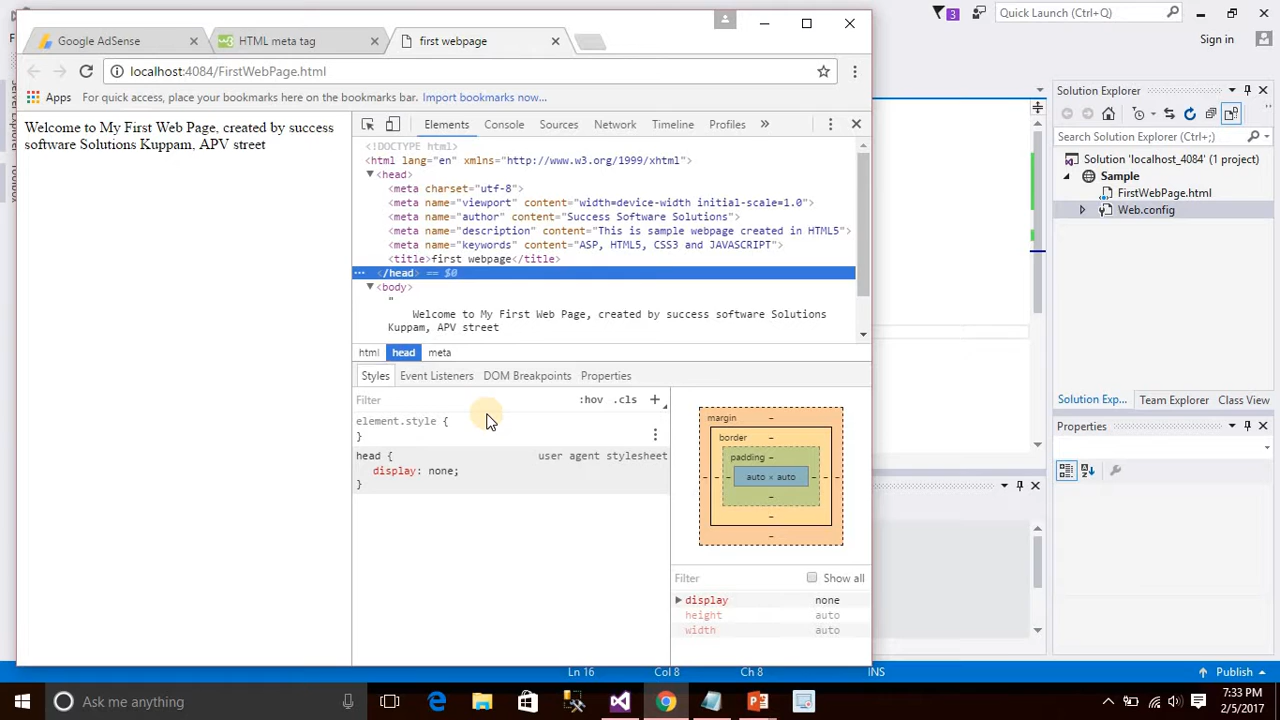 Google AdSense
HTML meta tag
first webpage
3
Quick Launch (Ctrl+Q)
Sign in
localhost:4084/FirstWebPage.html
Apps
For quick access, place your bookmarks here on the bookmarks bar. Import bookmarks now...
Welcome to My First Web Page, created by success
software Solutions Kuppam, APV street
Elements Console Sources Network Timeline Profiles »
<!DOCTYPE html>
<html lang="en" xmlns="http://www.w3.org/1999/xhtml">
<head>
<meta charset="utf-8">
<meta name="viewport" content="width=device-width initial-scale=1.0">
<meta name="author" content="Success Software Solutions">
<meta name="description" content="This is sample webpage created in HTML5">
<meta name="keywords" content="ASP, HTML5, CSS3 and JAVASCRIPT">
<title>first webpage</title>
... </head> == $0
<body>
"
Welcome to My First Web Page, created by success software Solutions
Kuppam, APV street
html head meta
Styles Event Listeners DOM Breakpoints Properties
Filter :hov .cls +
element.style {
}
head { user agent stylesheet
display: none;
}
margin -
border -
padding -
- - - auto × auto - - -
-
-
-
Filter Show all
display none
height auto
width auto
Server Explorer
Toolbox
Solution Explorer
Search Solution Explorer (Ctrl+;)
Solution 'localhost_4084' (1 project)
Sample
FirstWebPage.html
Web.config
Solution Expl... Team Explorer Class View
Properties
Ln 16 Col 8 Ch 8 INS Publish
Ask me anything
7:33 PM
2/5/2017